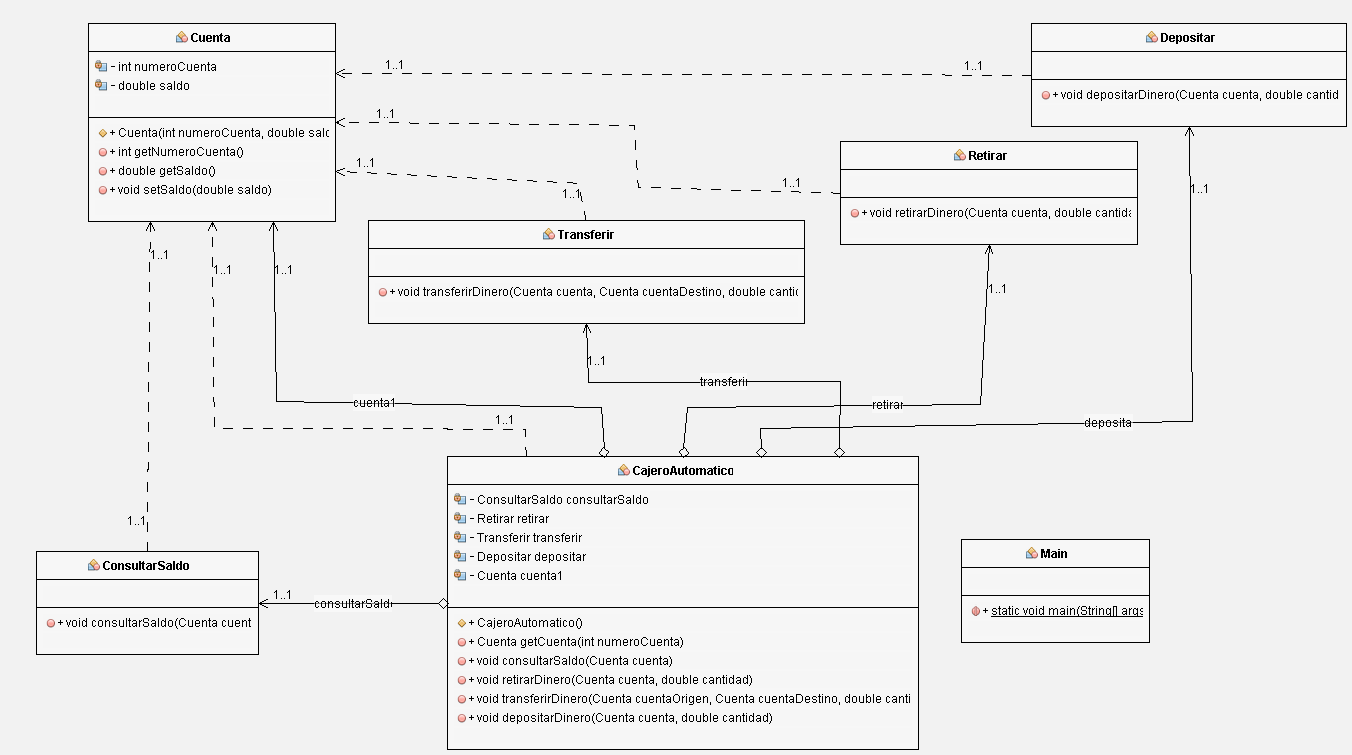 Cuenta
- int numeroCuenta
- double saldo
+ Cuenta(int numeroCuenta, double salc
+ int getNumeroCuenta()
+ double getSaldo()
+ void setSaldo(double saldo)
Depositar
+ void depositarDinero(Cuenta cuenta, double cantid
Retirar
+ void retirarDinero(Cuenta cuenta, double cantida
Transferir
+ void transferirDinero(Cuenta cuenta, Cuenta cuentaDestino, double cantic
1..1
1..1
1..1
1..1
1..1
1..1
1..1
1..1
1..1
1..1
1..1
1..1
transferir
cuenta1
retirar
deposita
1..1
CajeroAutomatico
- ConsultarSaldo consultarSaldo
- Retirar retirar
- Transferir transferir
- Depositar depositar
- Cuenta cuenta1
+ CajeroAutomatico()
+ Cuenta getCuenta(int numeroCuenta)
+ void consultarSaldo(Cuenta cuenta)
+ void retirarDinero(Cuenta cuenta, double cantidad)
+ void transferirDinero(Cuenta cuentaOrigen, Cuenta cuentaDestino, double canti
+ void depositarDinero(Cuenta cuenta, double cantidad)
1..1
ConsultarSaldo
+ void consultarSaldo(Cuenta cuent
1..1
consultarSald
Main
+ static void main(String[] args